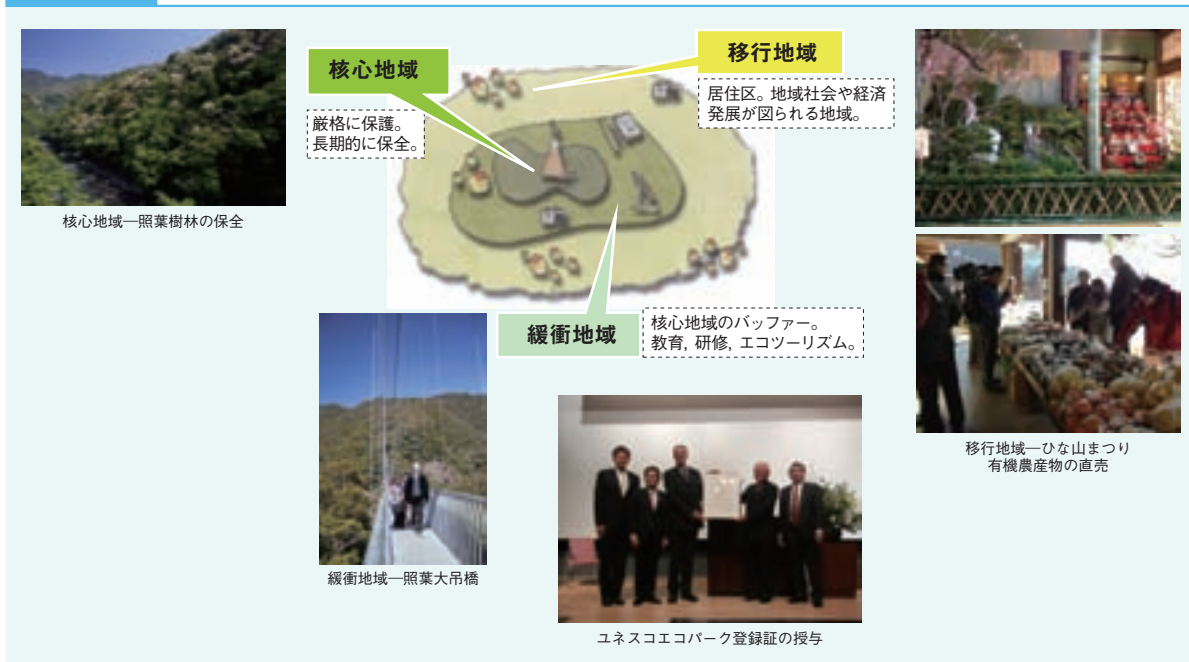 核心地域
厳格に保護。
長期的に保全。
移行地域
居住区。地域社会や経済
発展が図られる地域。
核心地域―照葉樹林の保全
緩衝地域
核心地域のバッファー。
教育, 研修, エコツーリズム。
移行地域―ひな山まつり
有機農産物の直売
緩衝地域―照葉大吊橋
ユネスコエコパーク登録証の授与